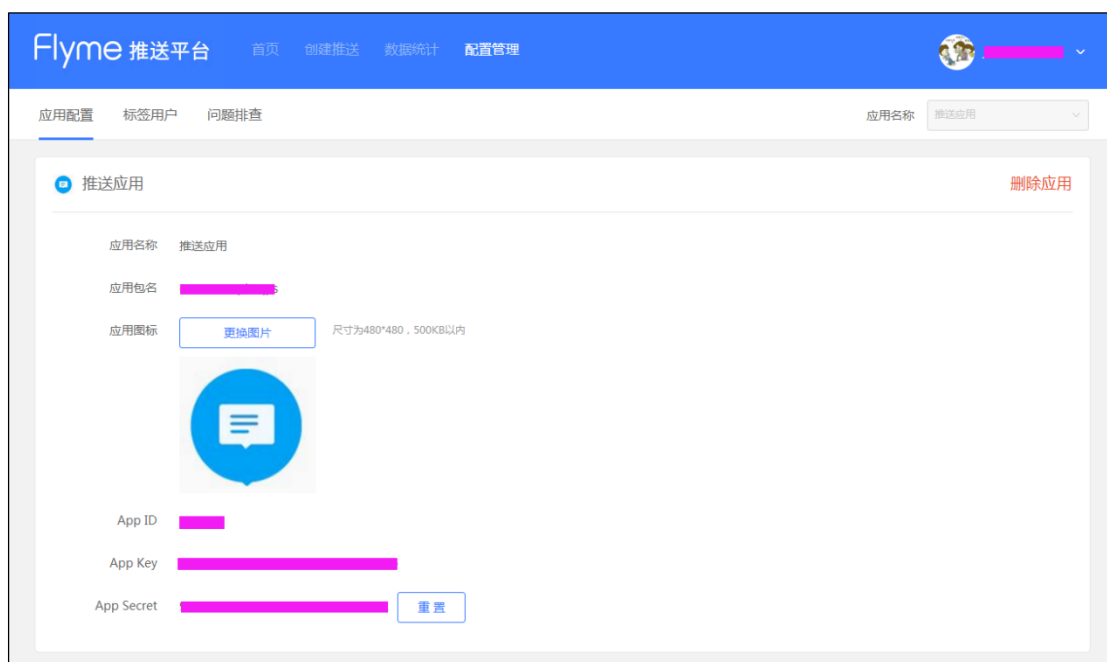 Flyme 推送平台 首页 创建推送 数据统计 配置管理
应用配置 标签用户 问题排查 应用名称 推送应用
推送应用 删除应用
应用名称 推送应用
应用包名
应用图标 更换图片 尺寸为480*480，500KB以内
App ID
App Key
App Secret 重置